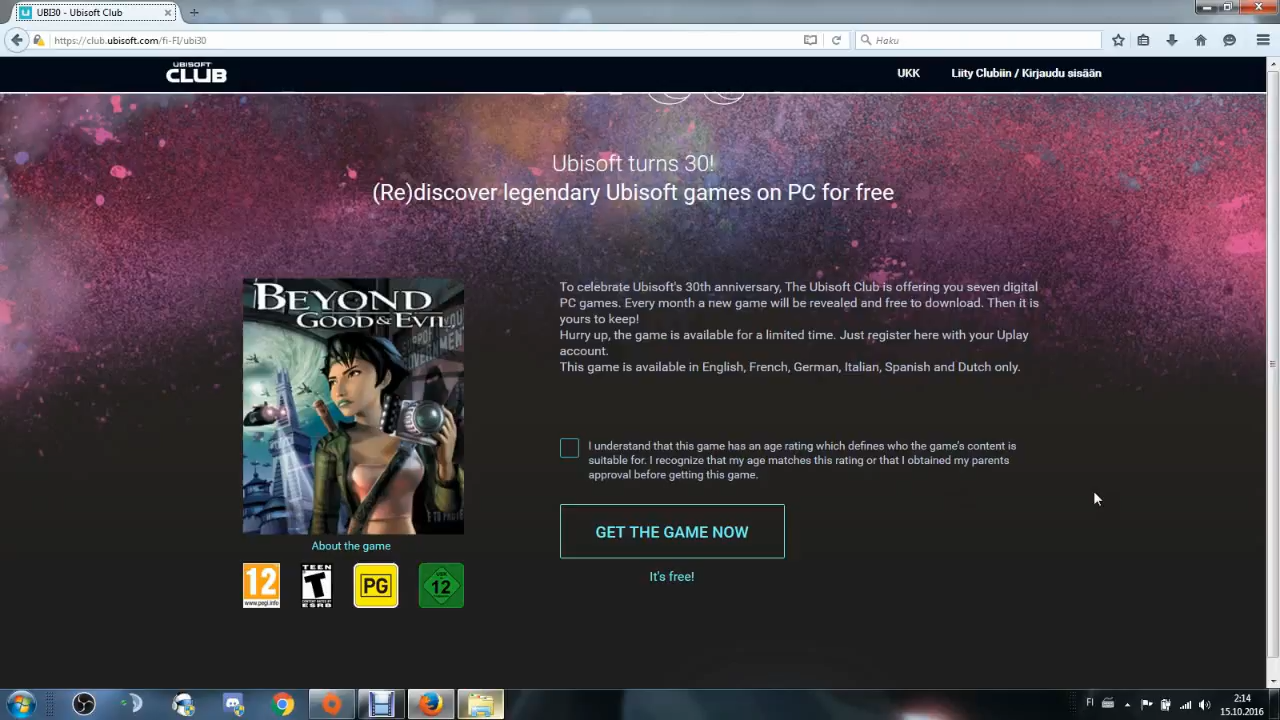 UBI30 - Ubisoft Club
https://club.ubisoft.com/fi-FI/ubi30
Haku
UBISOFT
CLUB
UKK
Liity Clubiin / Kirjaudu sisään
Ubisoft turns 30!
(Re)discover legendary Ubisoft games on PC for free
BEYOND
GOOD & EVIL
To celebrate Ubisoft's 30th anniversary, The Ubisoft Club is offering you seven digital
PC games. Every month a new game will be revealed and free to download. Then it is
yours to keep!
Hurry up, the game is available for a limited time. Just register here with your Uplay
account.
This game is available in English, French, German, Italian, Spanish and Dutch only.
I understand that this game has an age rating which defines who the game's content is
suitable for. I recognize that my age matches this rating or that I obtained my parents
approval before getting this game.
GET THE GAME NOW
It's free!
About the game
12
www.pegi.info
TEEN
T
ESRB
PG
USK
12
FI
2:14
15.10.2016